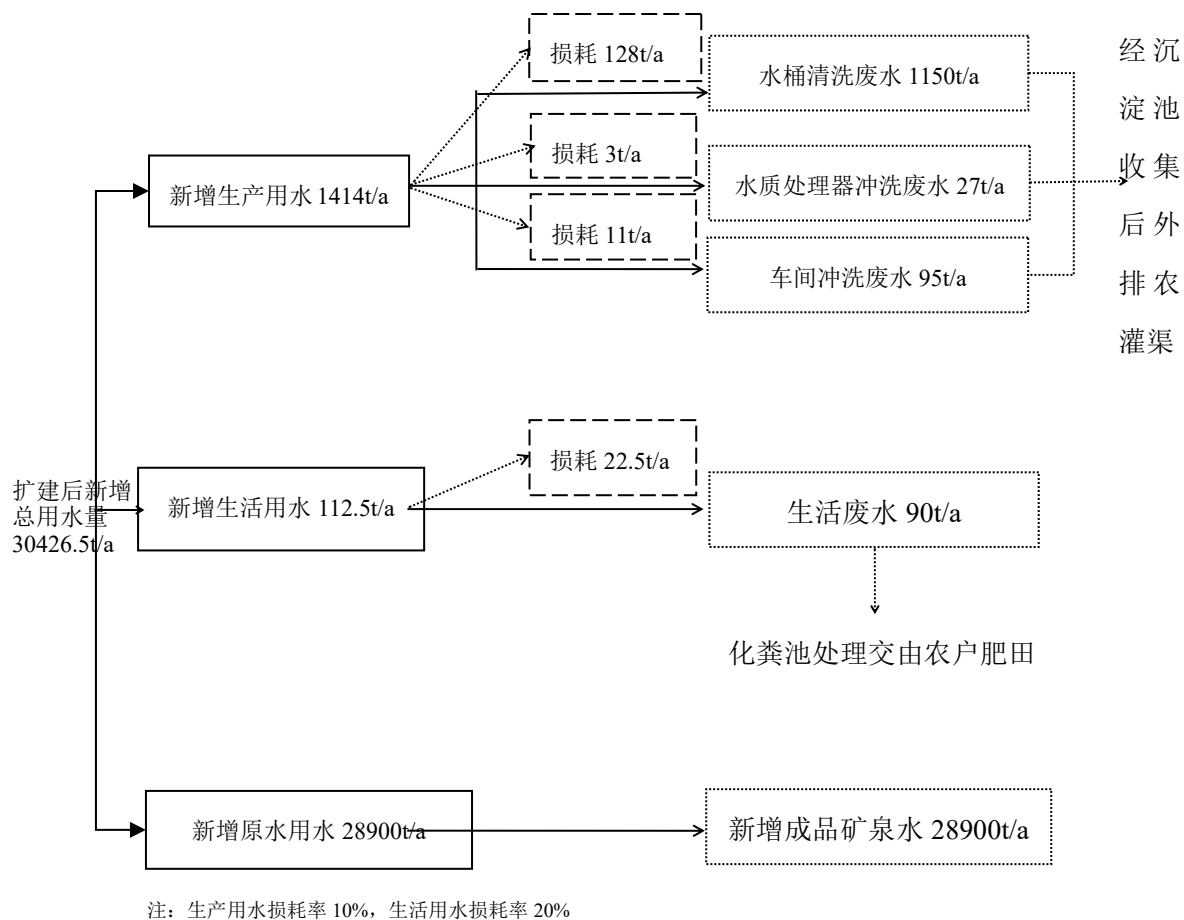 损耗 128t/a
水桶清洗废水 1150t/a
经 沉
淀 池
收 集
后 外
排 农
灌渠
新增生产用水 1414t/a
损耗 3t/a
水质处理器冲洗废水 27t/a
损耗 11t/a
车间冲洗废水 95t/a
扩建后新增
总用水量
30426.5t/a
新增生活用水 112.5t/a
损耗 22.5t/a
生活废水 90t/a
化粪池处理交由农户肥田
新增原水用水 28900t/a
新增成品矿泉水 28900t/a
注：生产用水损耗率 10%，生活用水损耗率 20%